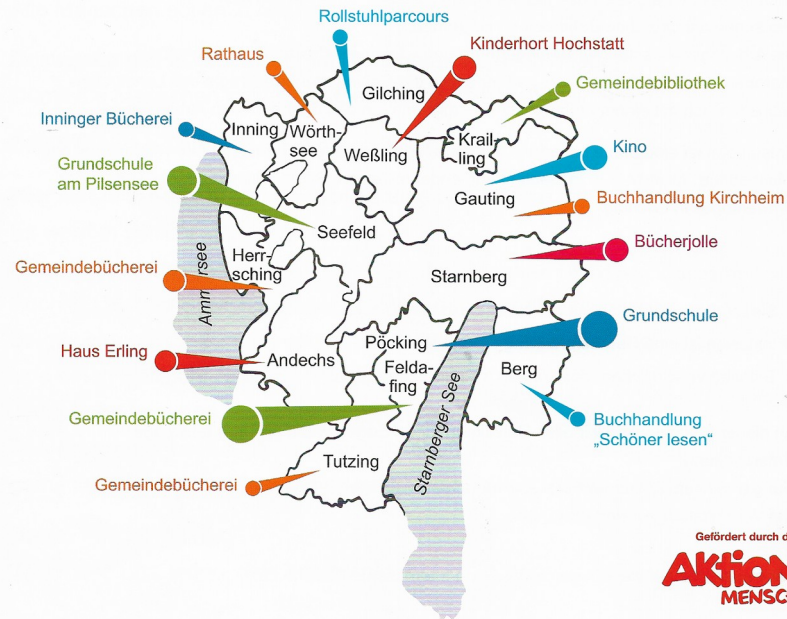 Rollstuhlparcours
Rathaus
Kinderhort Hochstatt
Gilching
Gemeindebibliothek
Inninger Bücherei
Inning
Wörth-
see
Weßling
Krail-
ling
Kino
Grundschule
am Pilsensee
Gauting
Buchhandlung Kirchheim
Seefeld
Bücherjolle
Herr-
sching
Starnberg
Gemeindebücherei
Ammersee
Grundschule
Pöcking
Haus Erling
Andechs
Felda-
fing
Berg
Gemeindebücherei
Starnberger See
Buchhandlung
„Schöner lesen“
Tutzing
Gemeindebücherei
Gefördert durch d
AKTION
MENSC